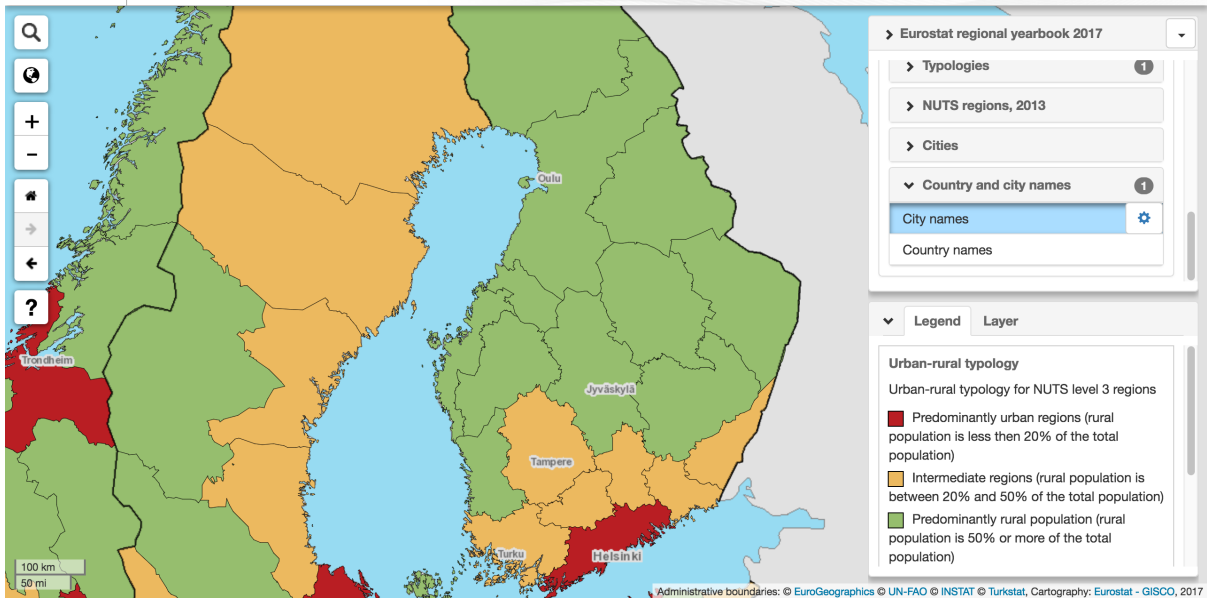 Eurostat regional yearbook 2017
Typologies
1
NUTS regions, 2013
Cities
Country and city names
1
City names
Country names
Legend
Layer
Urban-rural typology
Urban-rural typology for NUTS level 3 regions
Predominantly urban regions (rural
population is less then 20% of the total
population)
Intermediate regions (rural population is
between 20% and 50% of the total population)
Predominantly rural population (rural
population is 50% or more of the total
population)
+
−
?
Oulu
Trondheim
Jyväskylä
Tampere
Turku
Helsinki
100 km
50 mi
Administrative boundaries: © EuroGeographics © UN-FAO © INSTAT © Turkstat, Cartography: Eurostat - GISCO, 2017